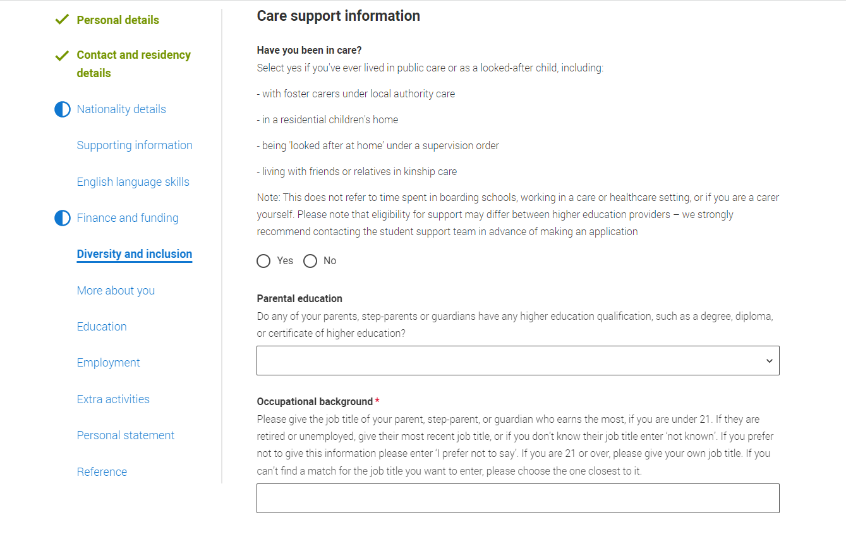 Personal details
Contact and residency
details
Nationality details
Supporting information
English language skills
Finance and funding
Diversity and inclusion
More about you
Education
Employment
Extra activities
Personal statement
Reference
Care support information
Have you been in care?
Select yes if you've ever lived in public care or as a looked-after child, including:
- with foster carers under local authority care
- in a residential children's home
- being 'looked after at home' under a supervision order
- living with friends or relatives in kinship care
Note: This does not refer to time spent in boarding schools, working in a care or healthcare setting, or if you are a carer
yourself. Please note that eligibility for support may differ between higher education providers – we strongly
recommend contacting the student support team in advance of making an application
Yes No
Parental education
Do any of your parents, step-parents or guardians have any higher education qualification, such as a degree, diploma,
or certificate of higher education?
Occupational background *
Please give the job title of your parent, step-parent, or guardian who earns the most, if you are under 21. If they are
retired or unemployed, give their most recent job title, or if you don't know their job title enter 'not known'. If you prefer
not to give this information please enter 'I prefer not to say'. If you are 21 or over, please give your own job title. If you
can't find a match for the job title you want to enter, please choose the one closest to it.